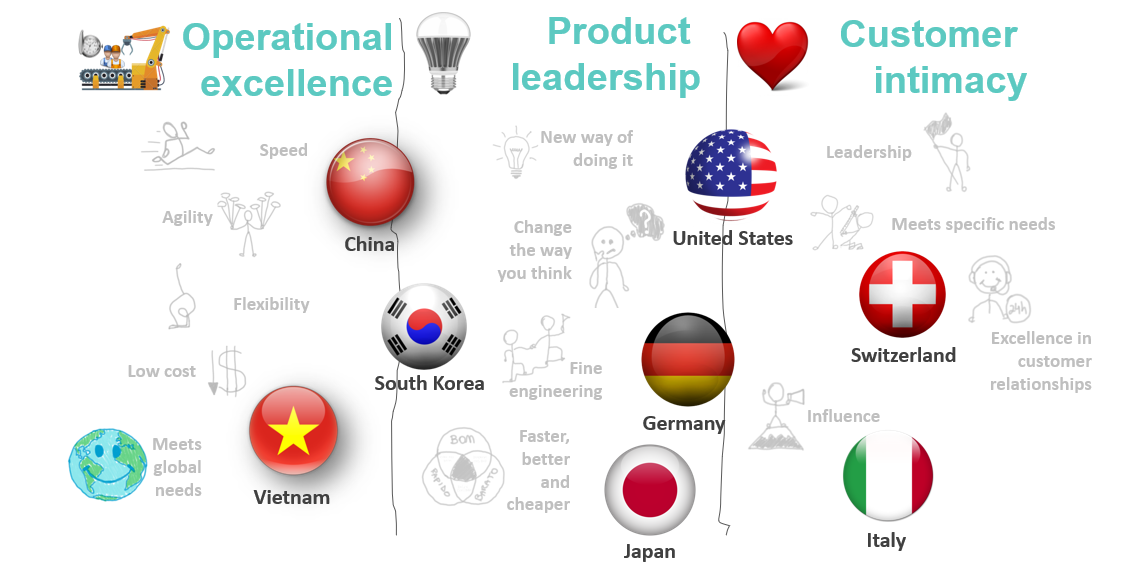 Operational
excellence
Product
leadership
Customer
intimacy
Speed
Agility
Flexibility
Low cost
Meets
global
needs
China
South Korea
Vietnam
New way of
doing it
Change
the way
you think
Fine
engineering
Faster,
better
and
cheaper
BOM
RÁPIDO
BARATO
United States
Germany
Japan
Leadership
Meets specific needs
Switzerland
24h
Excellence in
customer
relationships
Influence
Italy